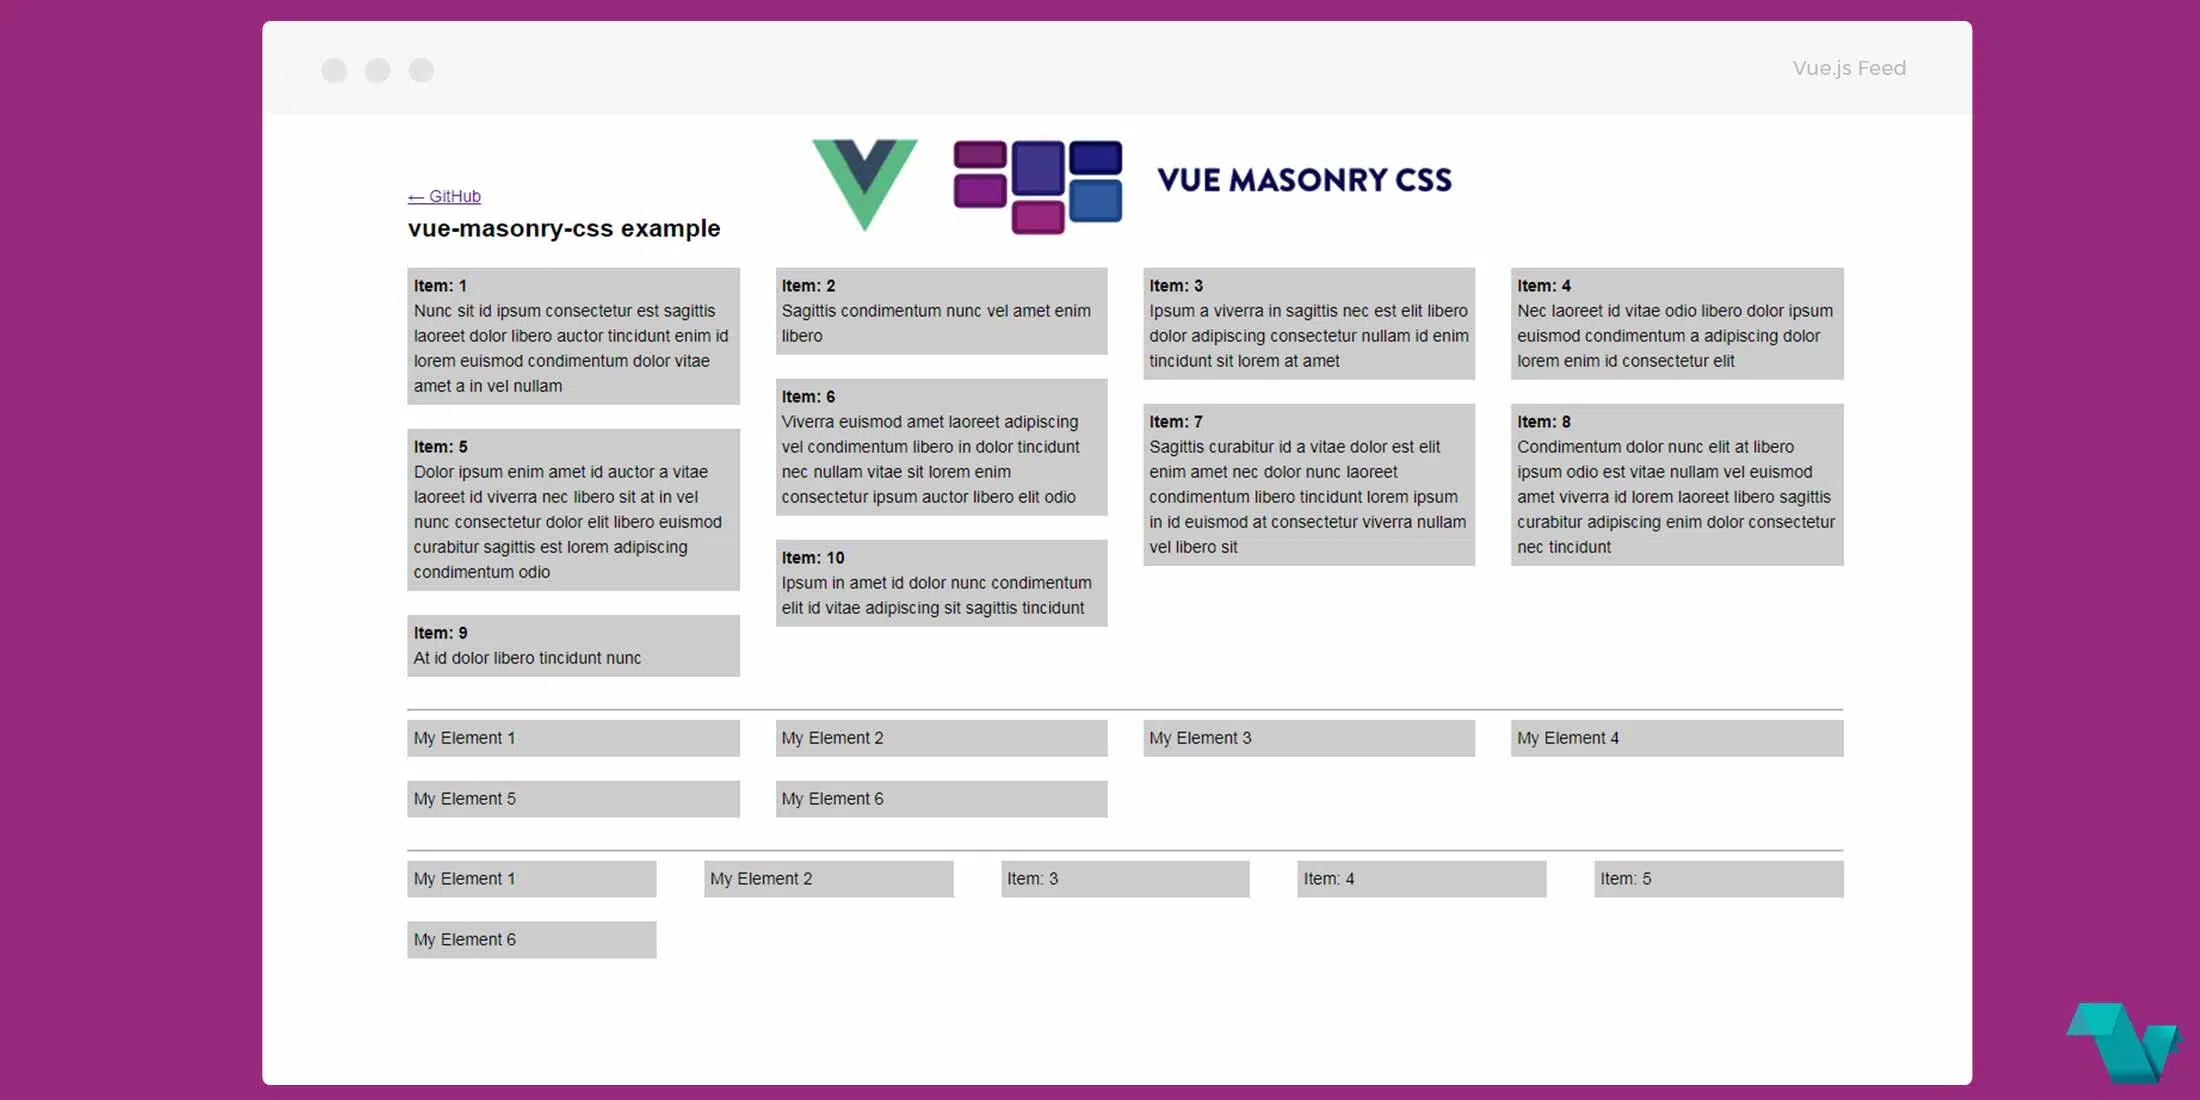 Vue.js Feed
VUE MASONRY CSS
← GitHub
vue-masonry-css example
Item: 1
Nunc sit id ipsum consectetur est sagittis
laoreet dolor libero auctor tincidunt enim id
lorem euismod condimentum dolor vitae
amet a in vel nullam
Item: 2
Sagittis condimentum nunc vel amet enim
libero
Item: 3
Ipsum a viverra in sagittis nec est elit libero
dolor adipiscing consectetur nullam id enim
tincidunt sit lorem at amet
Item: 4
Nec laoreet id vitae odio libero dolor ipsum
euismod condimentum a adipiscing dolor
lorem enim id consectetur elit
Item: 5
Dolor ipsum enim amet id auctor a vitae
laoreet id viverra nec libero sit at in vel
nunc consectetur dolor elit libero euismod
curabitur sagittis est lorem adipiscing
condimentum odio
Item: 6
Viverra euismod amet laoreet adipiscing
vel condimentum libero in dolor tincidunt
nec nullam vitae sit lorem enim
consectetur ipsum auctor libero elit odio
Item: 7
Sagittis curabitur id a vitae dolor est elit
enim amet nec dolor nunc laoreet
condimentum libero tincidunt lorem ipsum
in id euismod at consectetur viverra nullam
vel libero sit
Item: 8
Condimentum dolor nunc elit at libero
ipsum odio est vitae nullam vel euismod
amet viverra id lorem laoreet libero sagittis
curabitur adipiscing enim dolor consectetur
nec tincidunt
Item: 9
At id dolor libero tincidunt nunc
Item: 10
Ipsum in amet id dolor nunc condimentum
elit id vitae adipiscing sit sagittis tincidunt
My Element 1
My Element 2
My Element 3
My Element 4
My Element 5
My Element 6
My Element 1
My Element 2
Item: 3
Item: 4
Item: 5
My Element 6